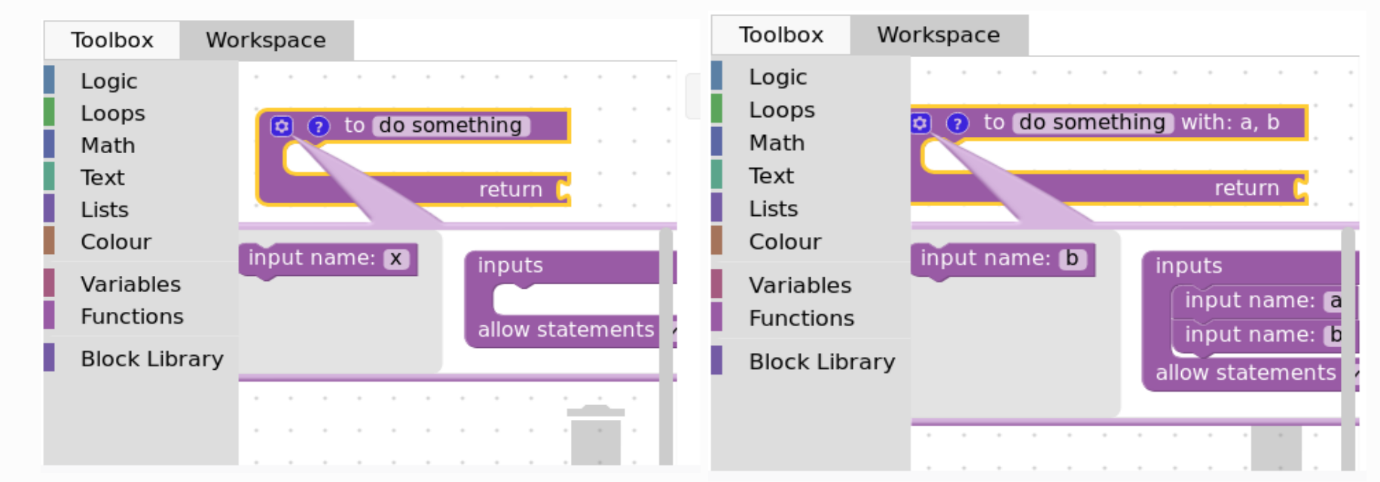 Toolbox Workspace
Logic
Loops
Math
Text
Lists
Colour
Variables
Functions
Block Library
? to do something
return
input name: x
inputs
allow statements
Toolbox Workspace
Logic
Loops
Math
Text
Lists
Colour
Variables
Functions
Block Library
? to do something with: a, b
return
input name: b
inputs
input name: a
input name: b
allow statements